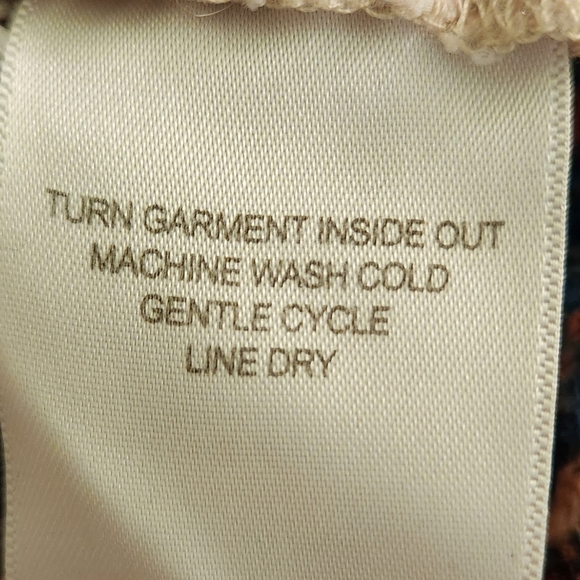 TURN GARMENT INSIDE OUT
MACHINE WASH COLD
GENTLE CYCLE
LINE DRY